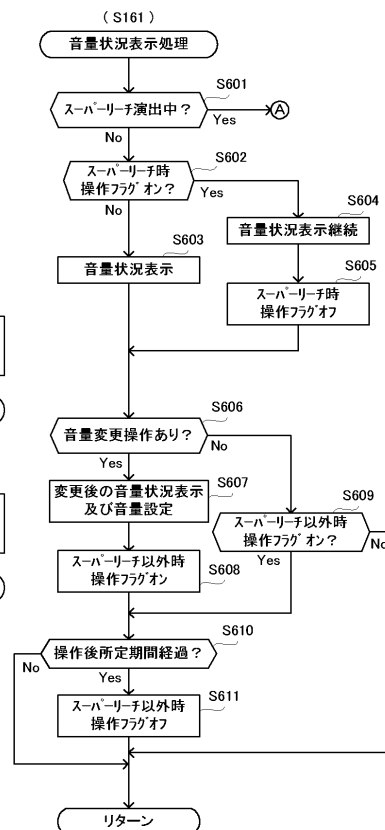 ( S161 )
音量状況表示処理
S601
スーパーリーチ演出中？
Yes
A
No
S602
スーパーリーチ時
操作フラグオン？
Yes
No
S604
音量状況表示継続
S603
音量状況表示
S605
スーパーリーチ時
操作フラグオフ
S606
音量変更操作あり？
No
Yes
S607
変更後の音量状況表示
及び音量設定
S609
スーパーリーチ以外時
操作フラグオン？
No
Yes
スーパーリーチ以外時
操作フラグオン
S608
S610
操作後所定期間経過？
No
Yes
S611
スーパーリーチ以外時
操作フラグオフ
リターン